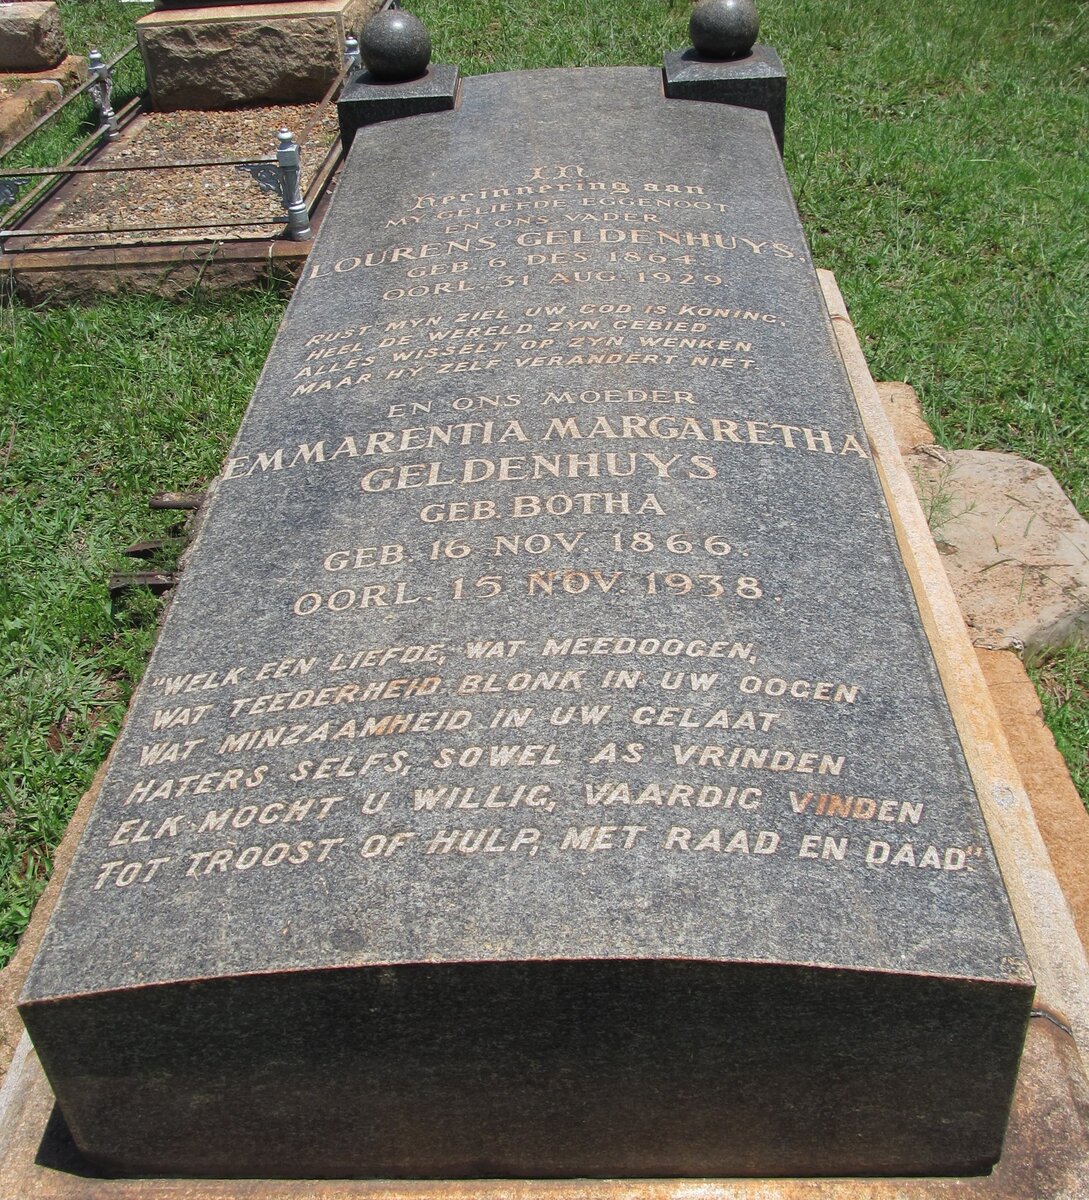 In
Herinnering aan
MY GELIEFDE EGGENOOT
EN ONS VADER
LOURENS GELDENHUYS.
GEB. 6 DES. 1864
OORL. 31 AUG. 1929.
RUST MYN ZIEL UW GOD IS KONING,
HEEL DE WERELD ZYN GEBIED
ALLES WISSELT OP ZYN WENKEN
MAAR HY ZELF VERANDERT NIET.
EN ONS MOEDER
EMMARENTIA MARGARETHA
GELDENHUYS
GEB. BOTHA
GEB. 16 NOV. 1866.
OORL. 15 NOV. 1938.
"WELK EEN LIEFDE, WAT MEEDOOGEN,
WAT TEEDERHEID BLONK IN UW OOGEN
WAT MINZAAMHEID IN UW GELAAT
HATERS SELFS, SOWEL AS VRINDEN
ELK MOCHT U WILLIG, VAARDIG VINDEN
TOT TROOST OF HULP, MET RAAD EN DAAD."